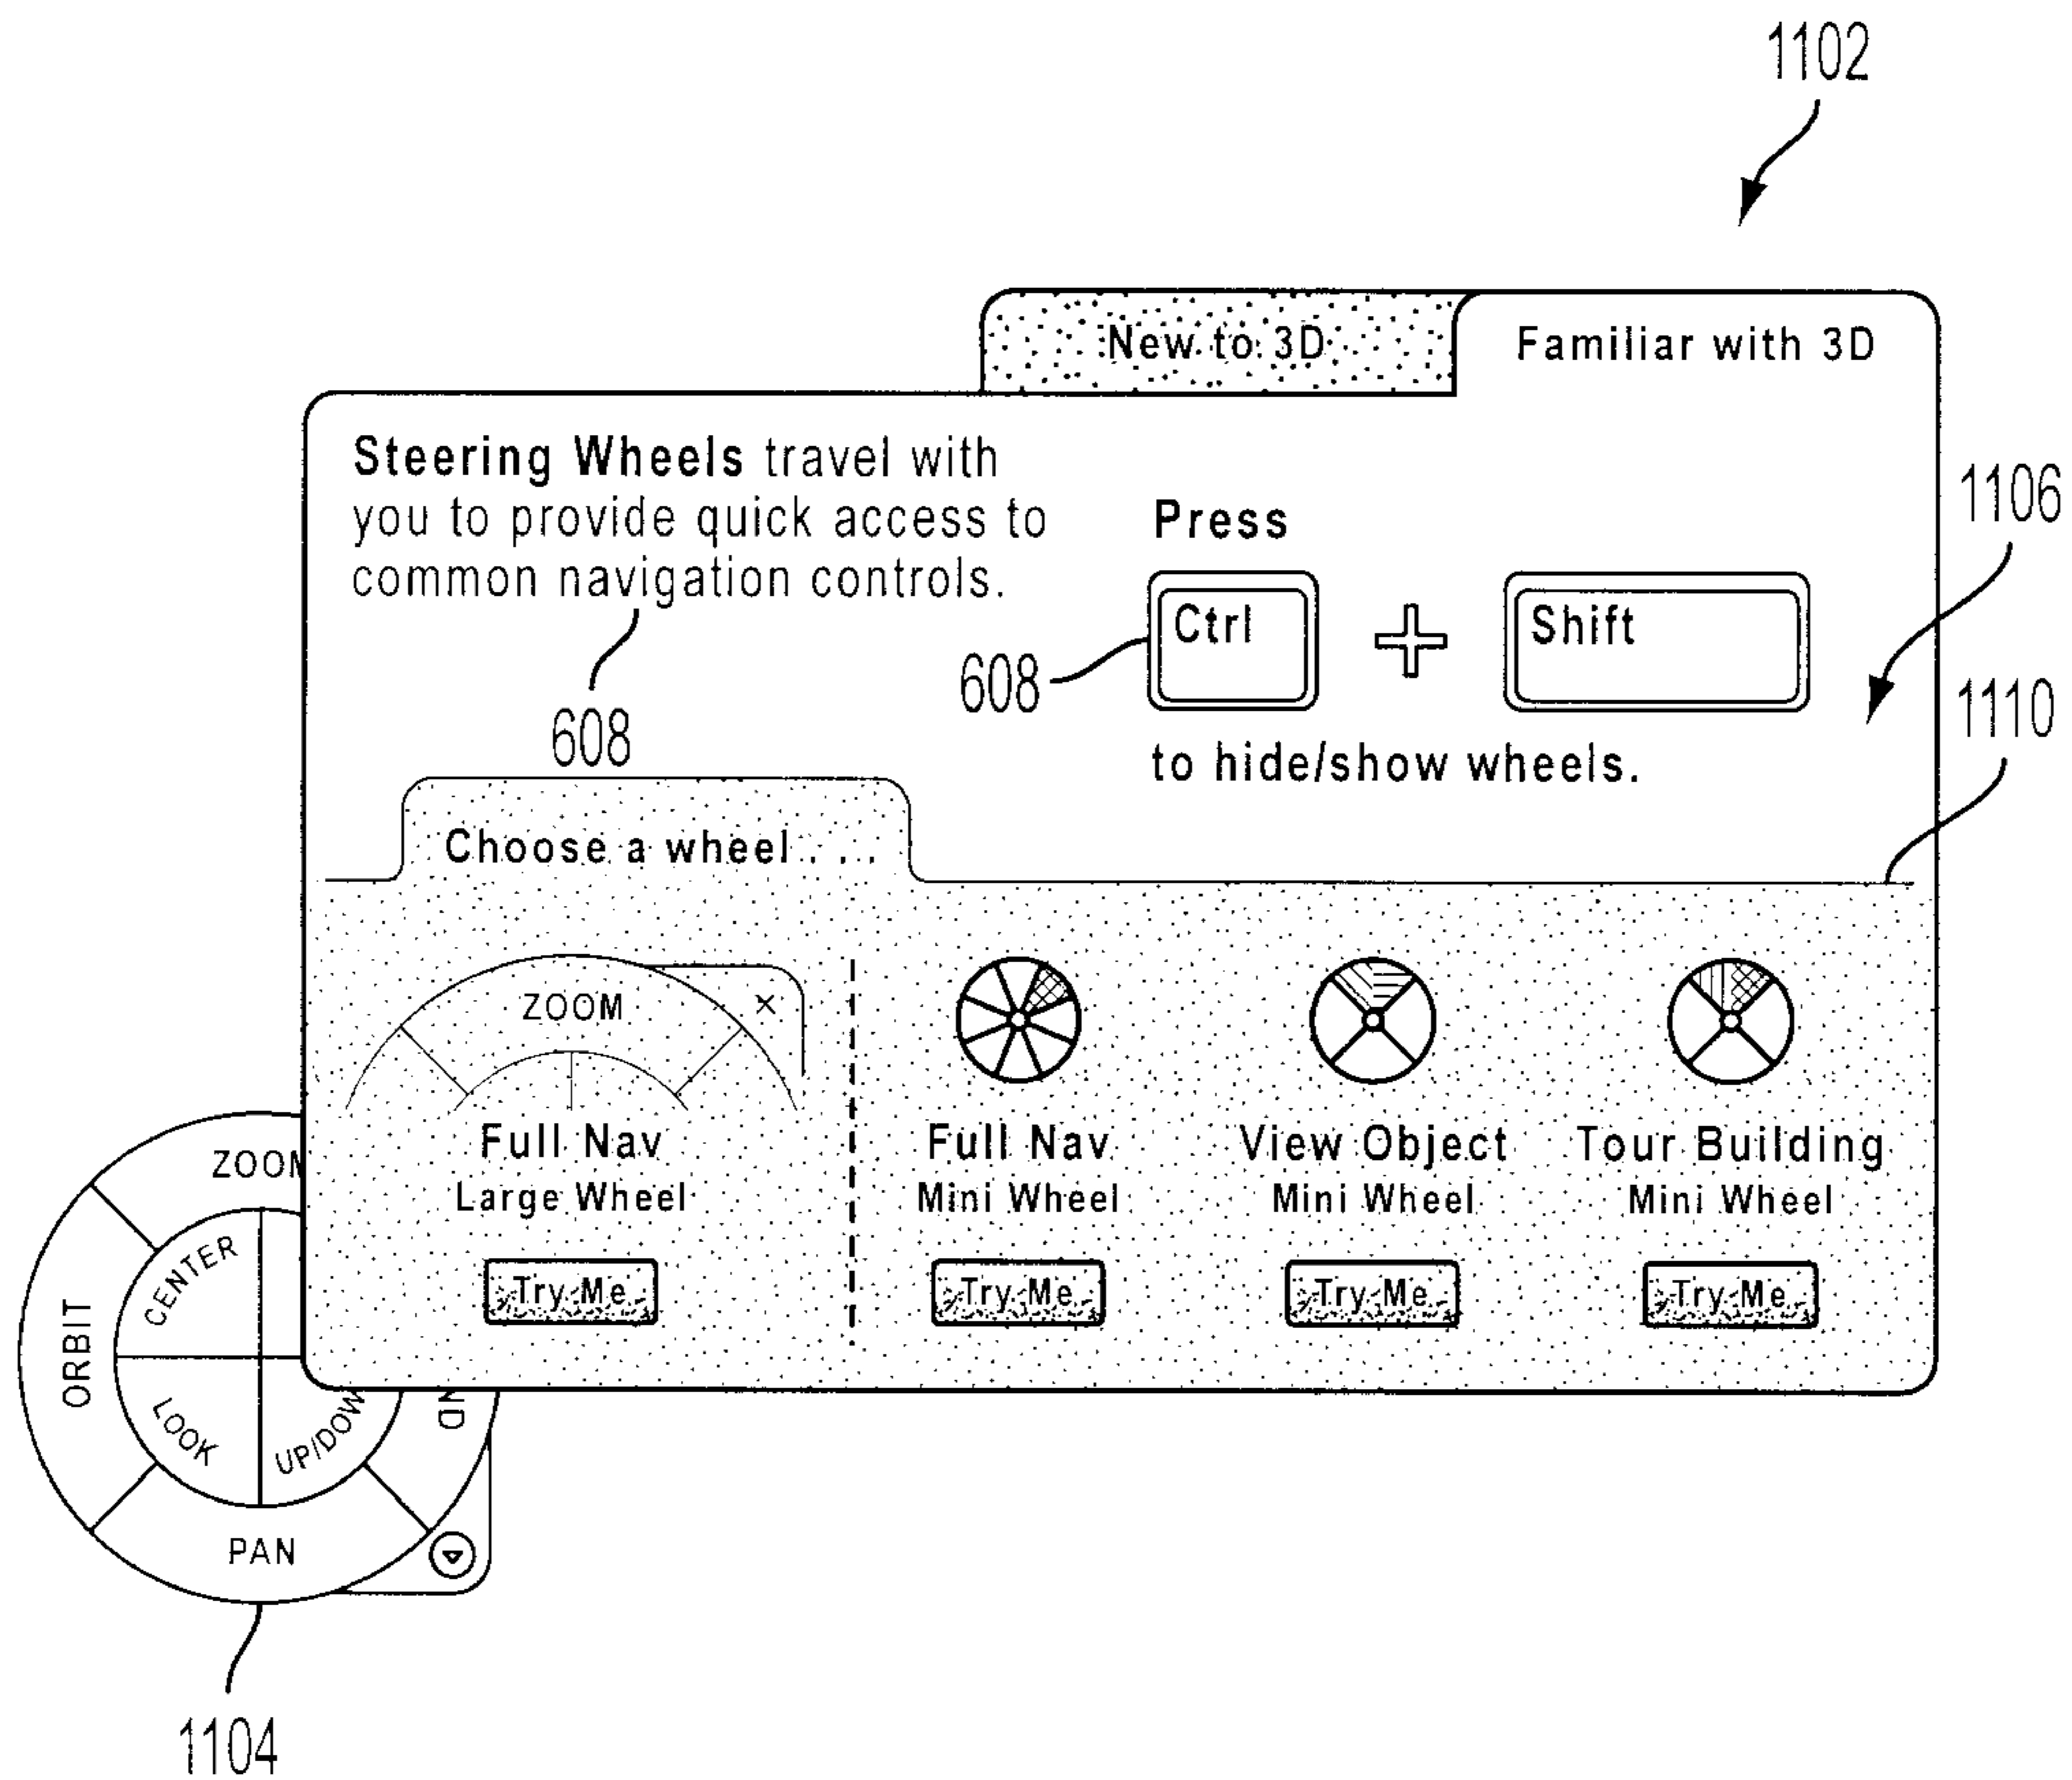 1102
New to 3D
Familiar with 3D
Steering Wheels travel with
you to provide quick access to
common navigation controls.
608
Press
Ctrl
Shift
608
to hide/show wheels.
1106
1110
Choose a wheel . . .
ZOOM
×
Full Nav
Large Wheel
Try Me
Full Nav
Mini Wheel
Try Me
View Object
Mini Wheel
Try Me
Tour Building
Mini Wheel
Try Me
ZOOM
CENTER
ORBIT
LOOK
UP/DOW
ND
PAN
1104